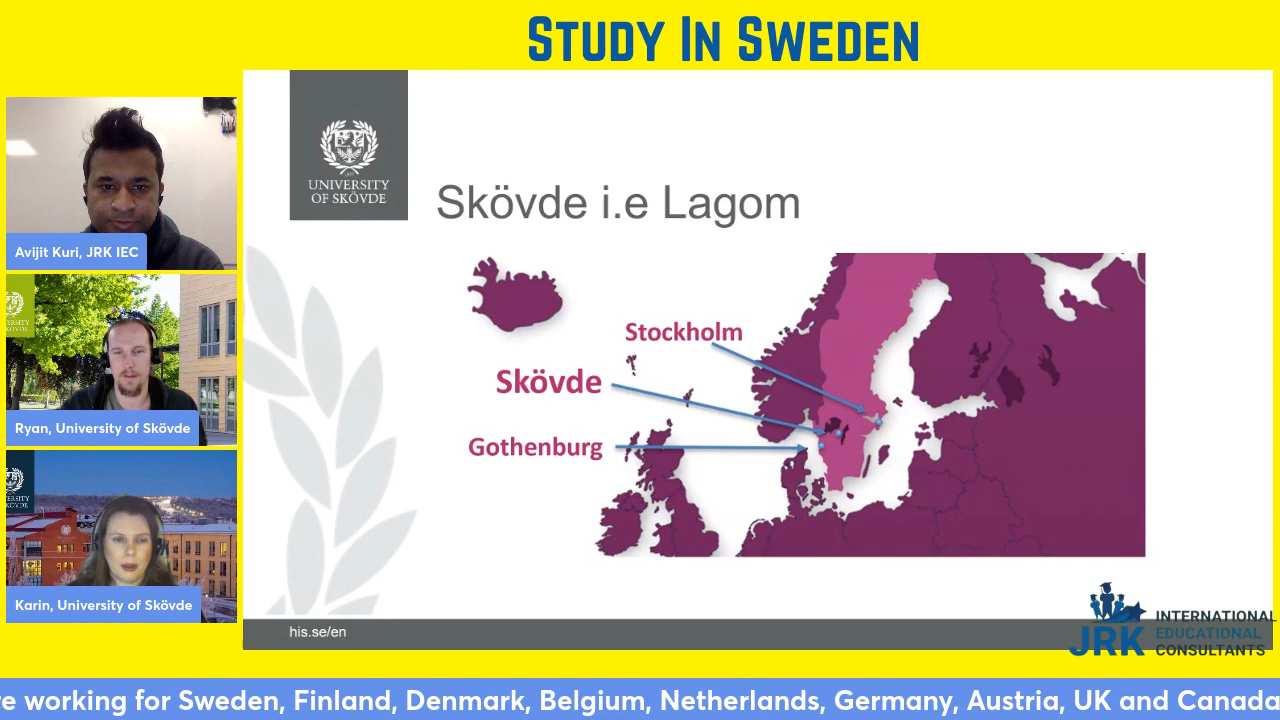 STUDY IN SWEDEN
UNIVERSITY
OF SKÖVDE
Skövde i.e Lagom
Avijit Kuri, JRK IEC
Stockholm
Skövde
Gothenburg
Ryan, University of Skövde
Karin, University of Skövde
his.se/en
JRK
INTERNATIONAL
EDUCATIONAL
CONSULTANTS
re working for Sweden, Finland, Denmark, Belgium, Netherlands, Germany, Austria, UK and Canada